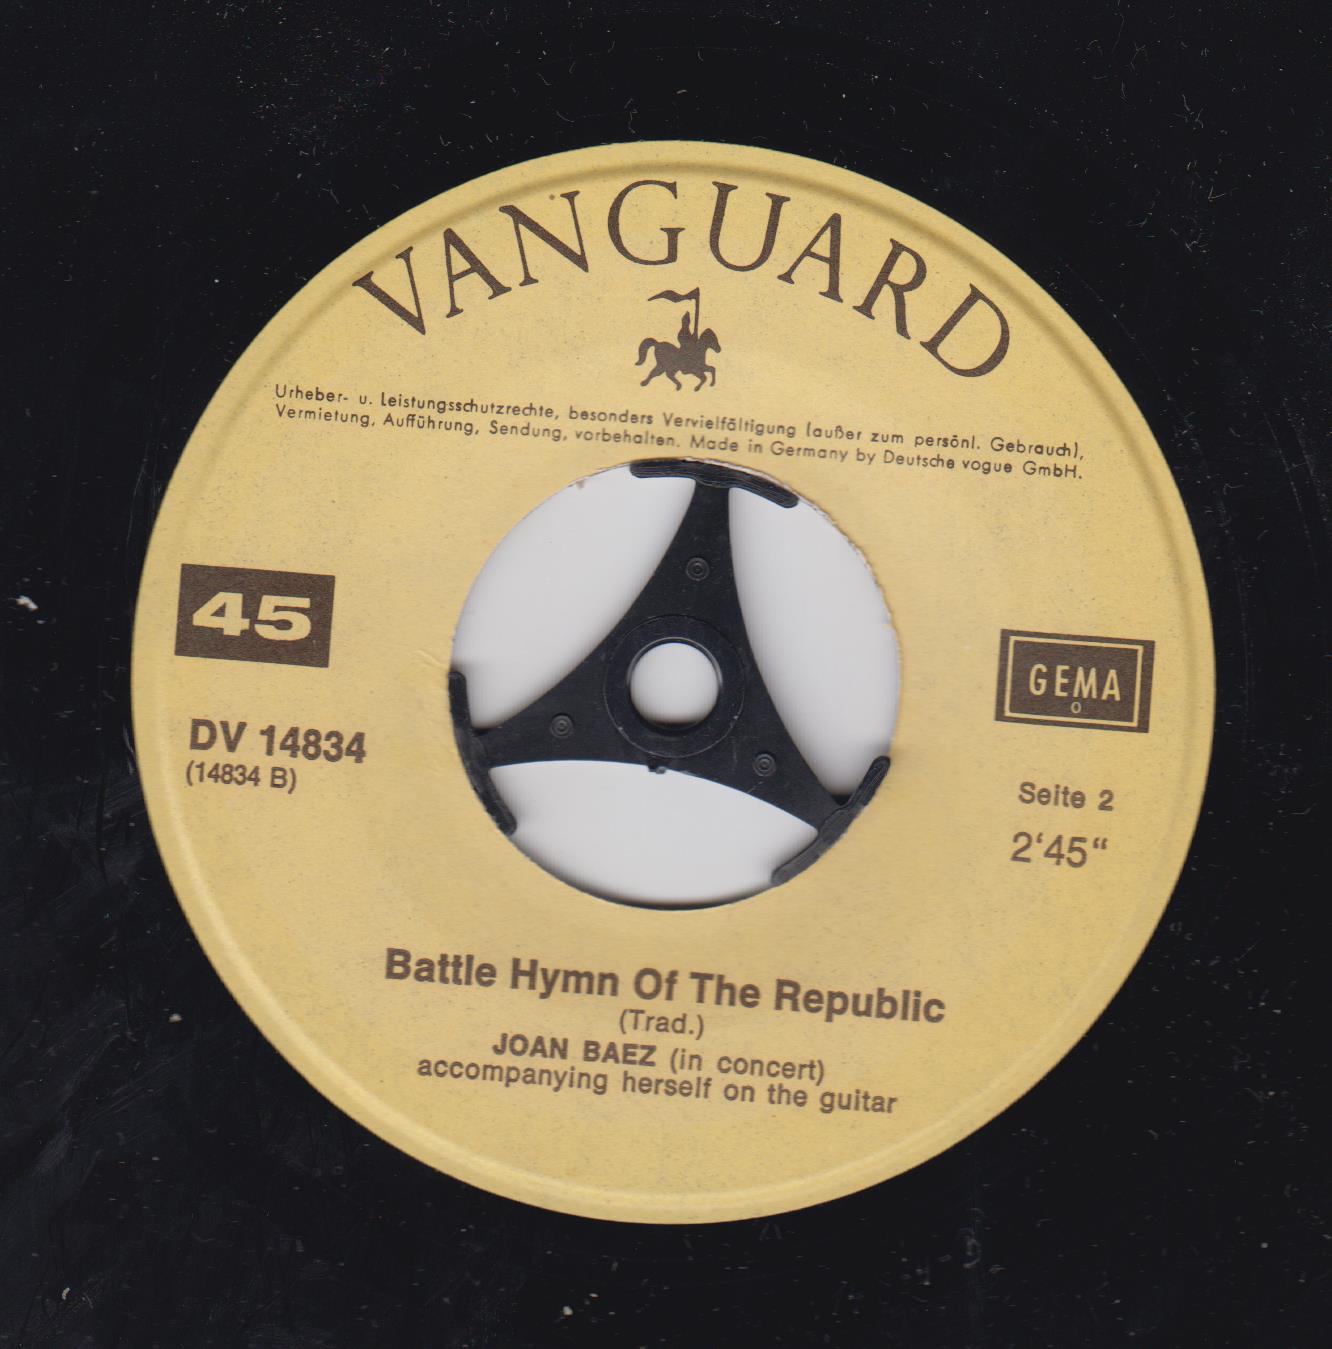 VANGUARD
Urheber- u. Leistungsschutzrechte, besonders Vervielfältigung (außer zum persönl. Gebrauch),
Vermietung, Aufführung, Sendung, vorbehalten. Made in Germany by Deutsche vogue GmbH.
45
GEMA
O
DV 14834
(14834 B)
Seite 2
2‘45“
Battle Hymn Of The Republic
(Trad.)
JOAN BAEZ (in concert)
accompanying herself on the guitar